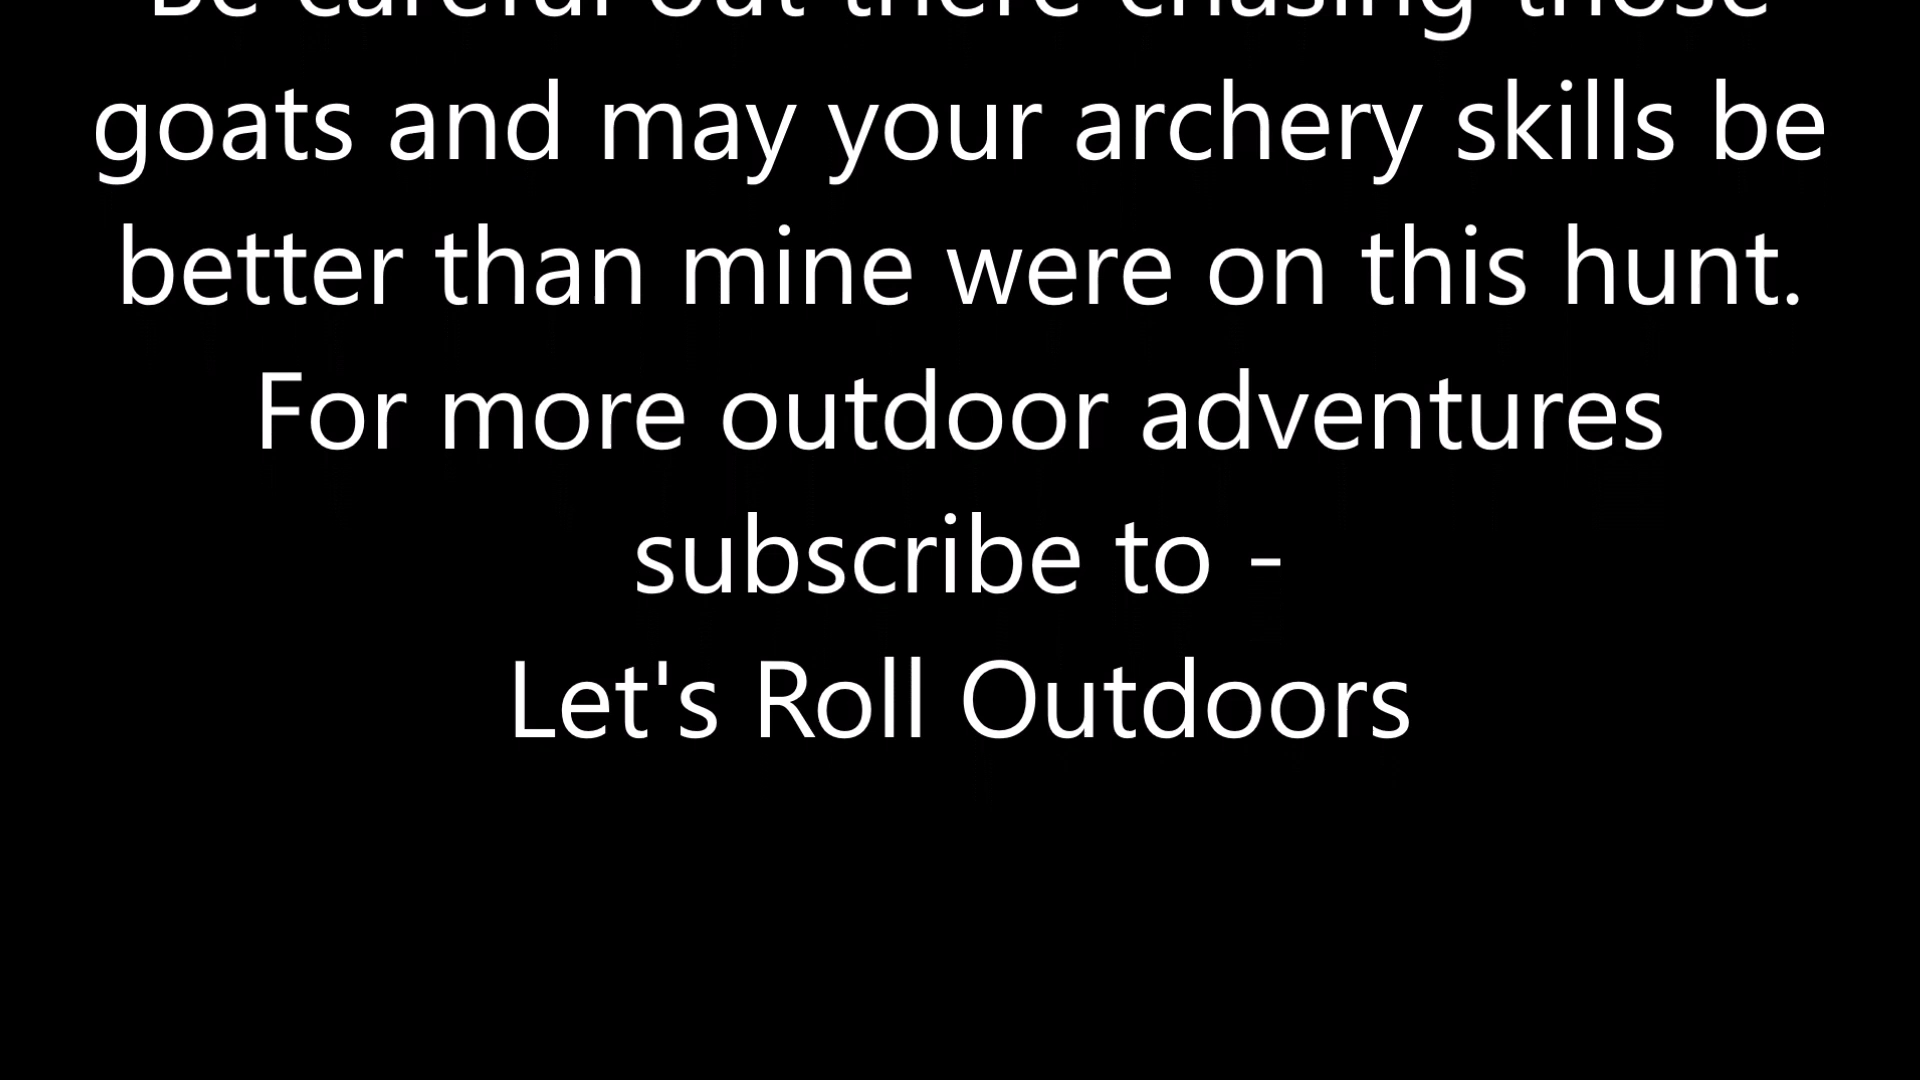 Be careful out there chasing those
goats and may your archery skills be
better than mine were on this hunt.
For more outdoor adventures
subscribe to -
Let's Roll Outdoors